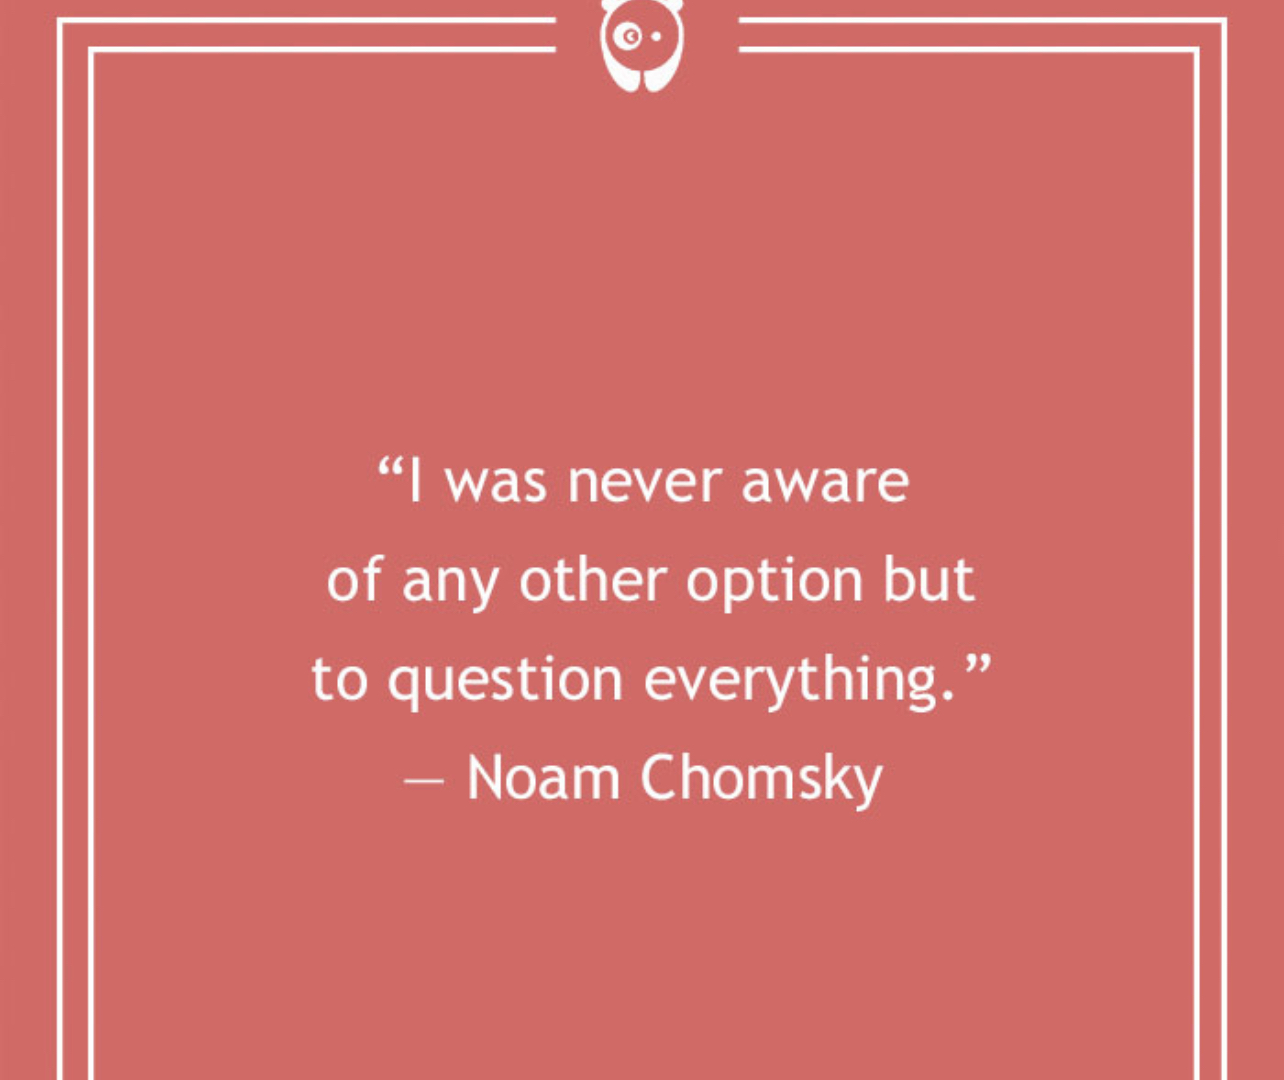 “I was never aware
of any other option but
to question everything.”
— Noam Chomsky